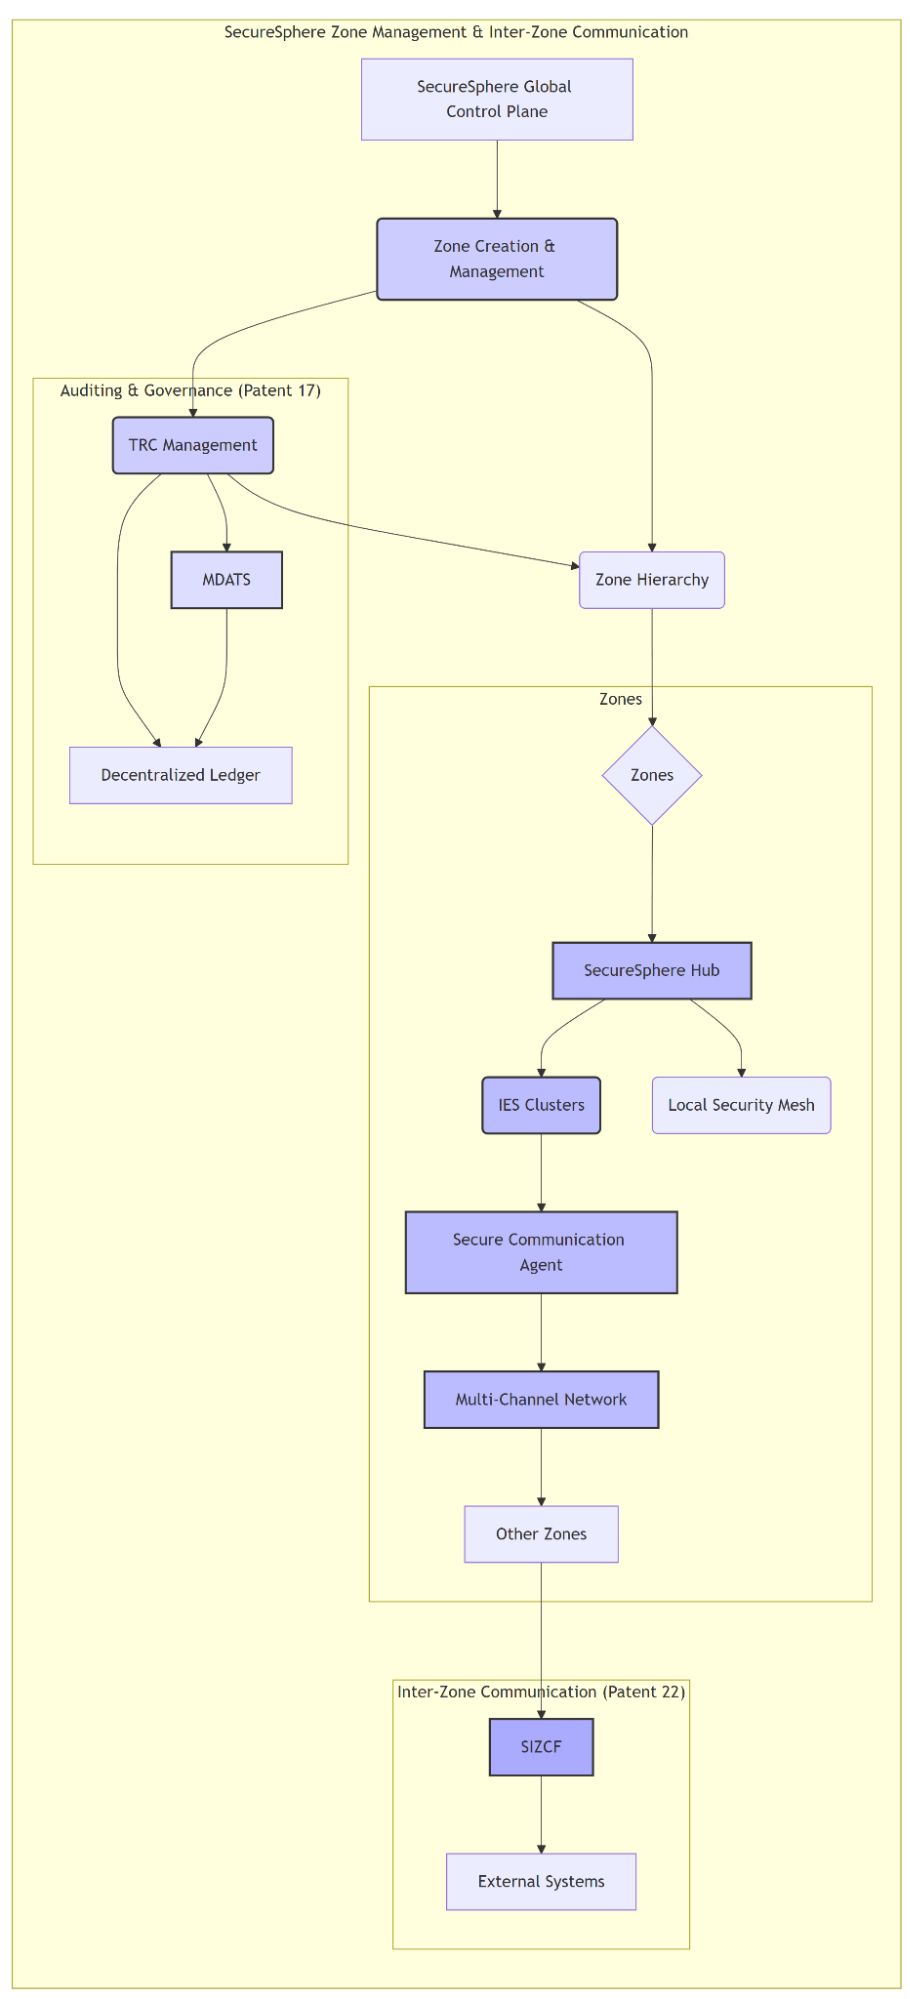 SecureSphere Zone Management & Inter-Zone Communication
SecureSphere Global
Control Plane
Zone Creation &
Management
Auditing & Governance (Patent 17)
TRC Management
MDATS
Zone Hierarchy
Decentralized Ledger
Zones
Zones
SecureSphere Hub
IES Clusters
Local Security Mesh
Secure Communication
Agent
Multi-Channel Network
Other Zones
Inter-Zone Communication (Patent 22)
SIZCF
External Systems